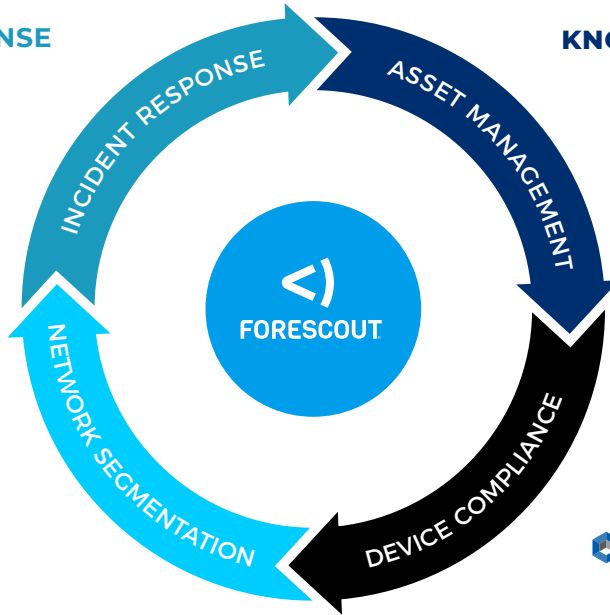 NSE
KNO
INCIDENT RESPONSE
ASSET MANAGEMENT
FORESCOUT
NETWORK SEGMENTATION
DEVICE COMPLIANCE